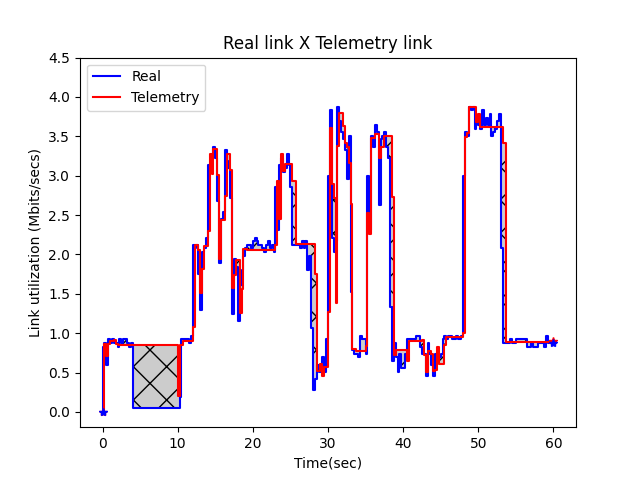 Real link X Telemetry link
Real
Telemetry
Link utilization (Mbits/secs)
4.5
4.0
3.5
3.0
2.5
2.0
1.5
1.0
0.5
0.0
0 10 20 30 40 50 60
Time(sec)